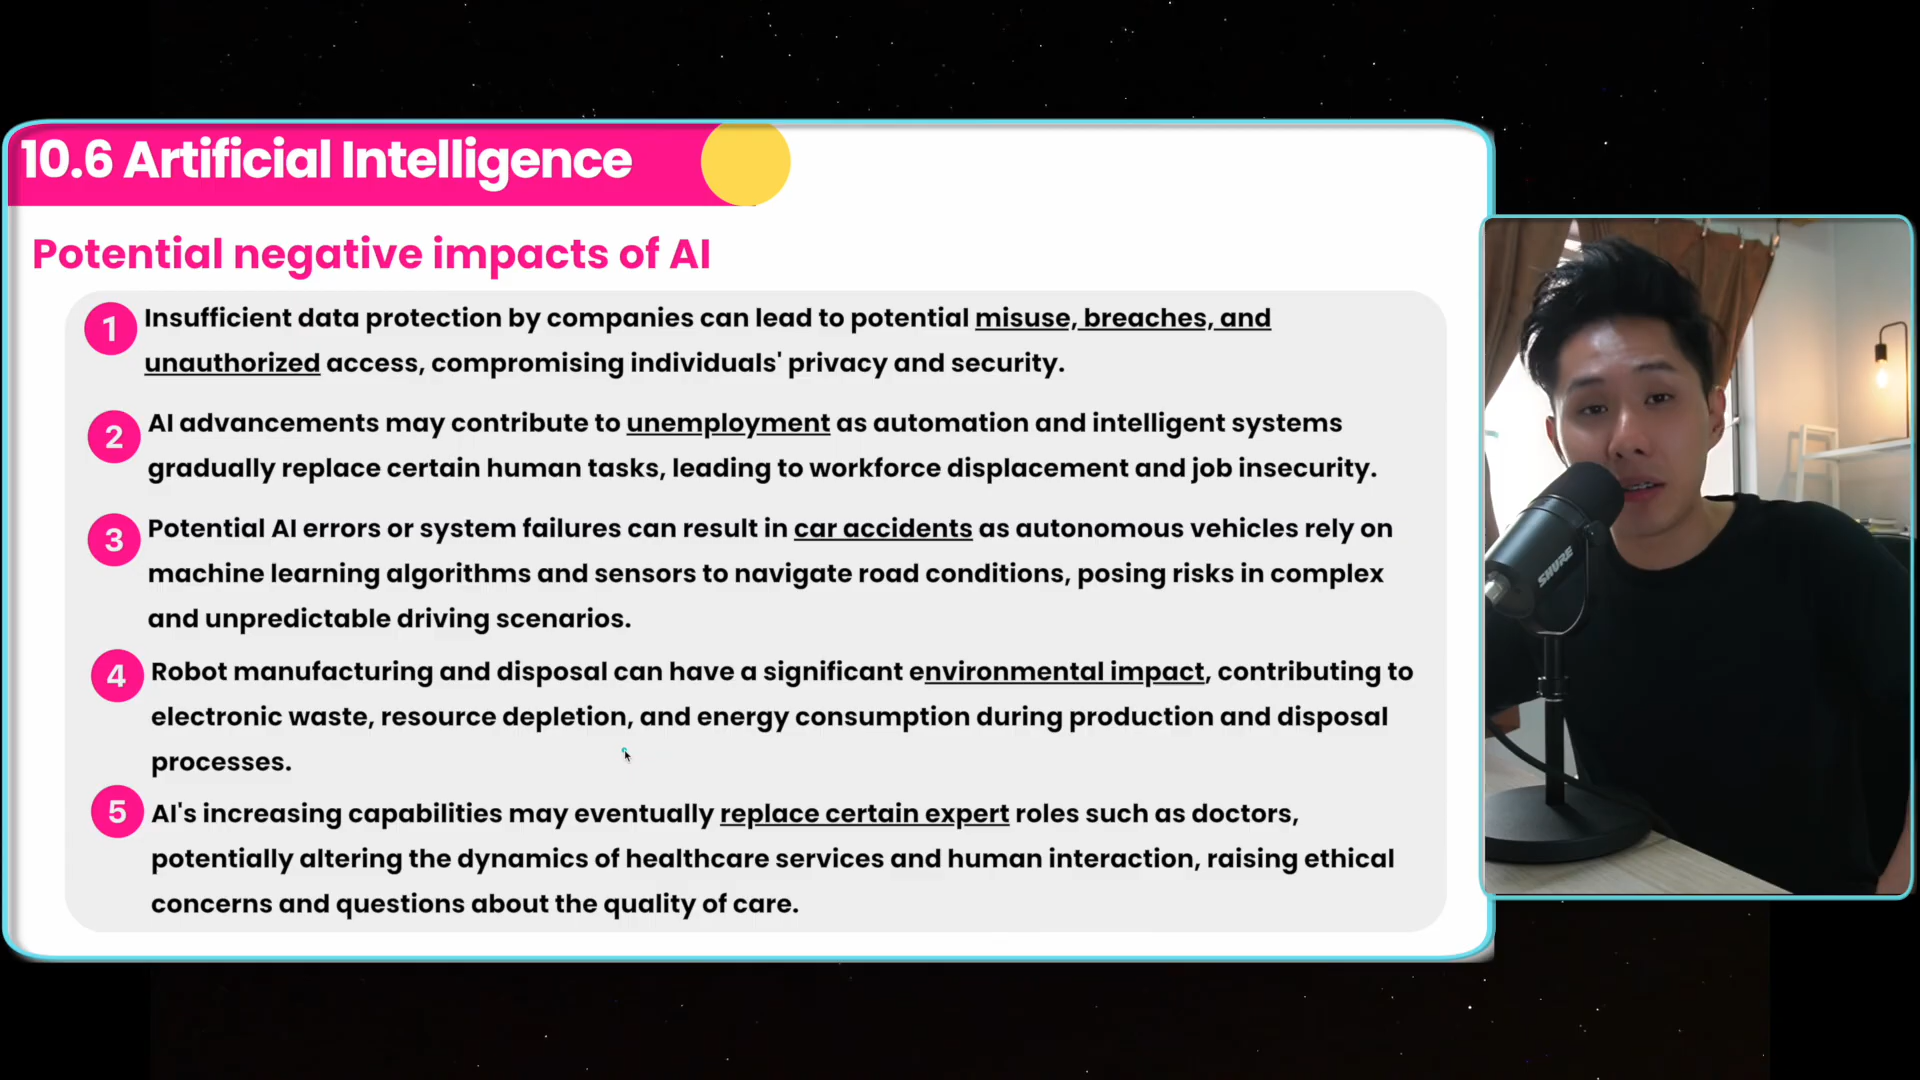 10.6 Artificial Intelligence
Potential negative impacts of AI
1
Insufficient data protection by companies can lead to potential misuse, breaches, and
unauthorized access, compromising individuals' privacy and security.
2
AI advancements may contribute to unemployment as automation and intelligent systems
gradually replace certain human tasks, leading to workforce displacement and job insecurity.
3
Potential AI errors or system failures can result in car accidents as autonomous vehicles rely on
machine learning algorithms and sensors to navigate road conditions, posing risks in complex
and unpredictable driving scenarios.
4
Robot manufacturing and disposal can have a significant environmental impact, contributing to
electronic waste, resource depletion, and energy consumption during production and disposal
processes.
5
AI's increasing capabilities may eventually replace certain expert roles such as doctors,
potentially altering the dynamics of healthcare services and human interaction, raising ethical
concerns and questions about the quality of care.
SHURE